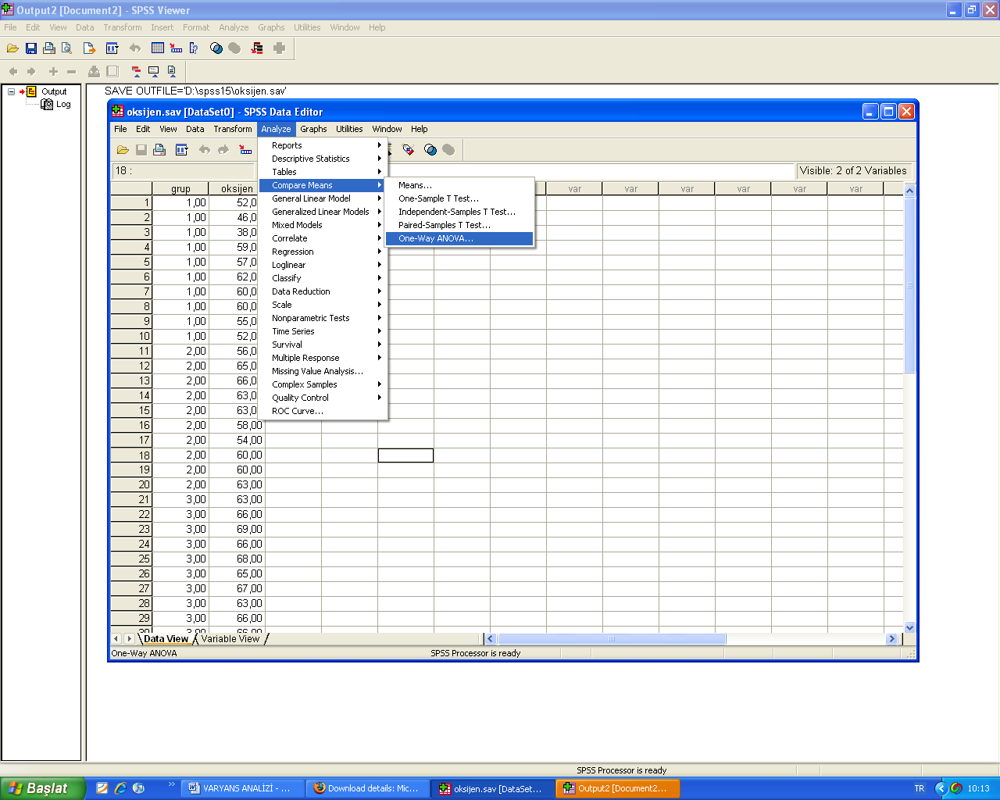 Output2 [Document2] - SPSS Viewer
File Edit View Data Transform Insert Format Analyze Graphs Utilities Window Help
Output
Log
SAVE OUTFILE='D:\spss15\oksijen.sav'
oksijen.sav [DataSet0] - SPSS Data Editor
File Edit View Data Transform Analyze Graphs Utilities Window Help
18 :
Visible: 2 of 2 Variables
Reports
Descriptive Statistics
Tables
Compare Means
General Linear Model
Generalized Linear Models
Mixed Models
Correlate
Regression
Loglinear
Classify
Data Reduction
Scale
Nonparametric Tests
Time Series
Survival
Multiple Response
Missing Value Analysis...
Complex Samples
Quality Control
ROC Curve...
Means...
One-Sample T Test...
Independent-Samples T Test...
Paired-Samples T Test...
One-Way ANOVA...
grup oksijen var var var var var var
1 1,00 52,0
2 1,00 46,0
3 1,00 38,0
4 1,00 59,0
5 1,00 57,0
6 1,00 62,0
7 1,00 60,0
8 1,00 60,0
9 1,00 55,0
10 1,00 52,0
11 2,00 56,0
12 2,00 65,0
13 2,00 66,0
14 2,00 63,0
15 2,00 63,0
16 2,00 58,00
17 2,00 54,00
18 2,00 60,00
19 2,00 60,00
20 2,00 63,00
21 3,00 63,00
22 3,00 66,00
23 3,00 69,00
24 3,00 66,00
25 3,00 68,00
26 3,00 65,00
27 3,00 67,00
28 3,00 63,00
29 3,00 66,00
30 3,00 66,00
Data View Variable View
One-Way ANOVA SPSS Processor is ready
SPSS Processor is ready
Başlat VARYANS ANALİZİ - ... Download details: Mic... oksijen.sav [DataSet... Output2 [Document2... TR 10:13